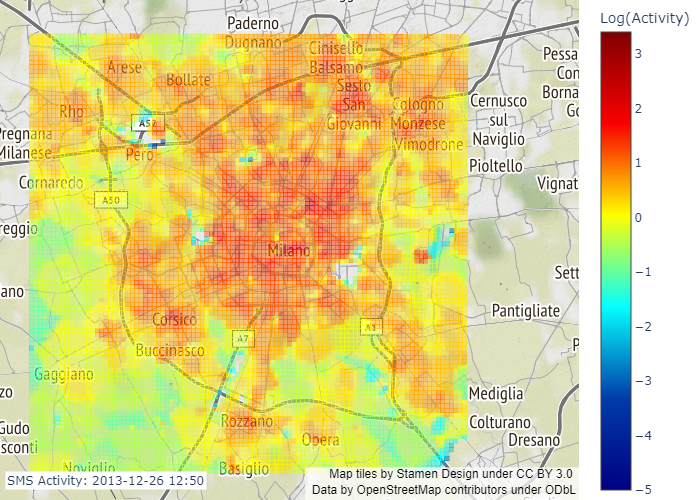 Log(Activity)
Paderno
Dugnano
Cinisello
Balsamo
Arese
Bollate
Sesto
San
Giovanni
Rho
Cologno
Monzese
Vimodrone
Cernusco
sul
Naviglio
Pioltello
Pessa
Con
Borna
Go
A52
Pregnana
Milanese
Pero
Cornaredo
A50
Vignat
reggio
Milano
ano
Sett
Pantigliate
Corsico
Buccinasco
A7
A1
P
Gaggiano
zo
Gudo
sconti
Rozzano
Opera
Mediglia
Colturano
Dresano
Noviglio
Basiglio
SMS Activity: 2013-12-26 12:50
Map tiles by Stamen Design under CC BY 3.0
Data by OpenStreetMap contributors under ODbL
3
2
1
0
−1
−2
−3
−4
−5